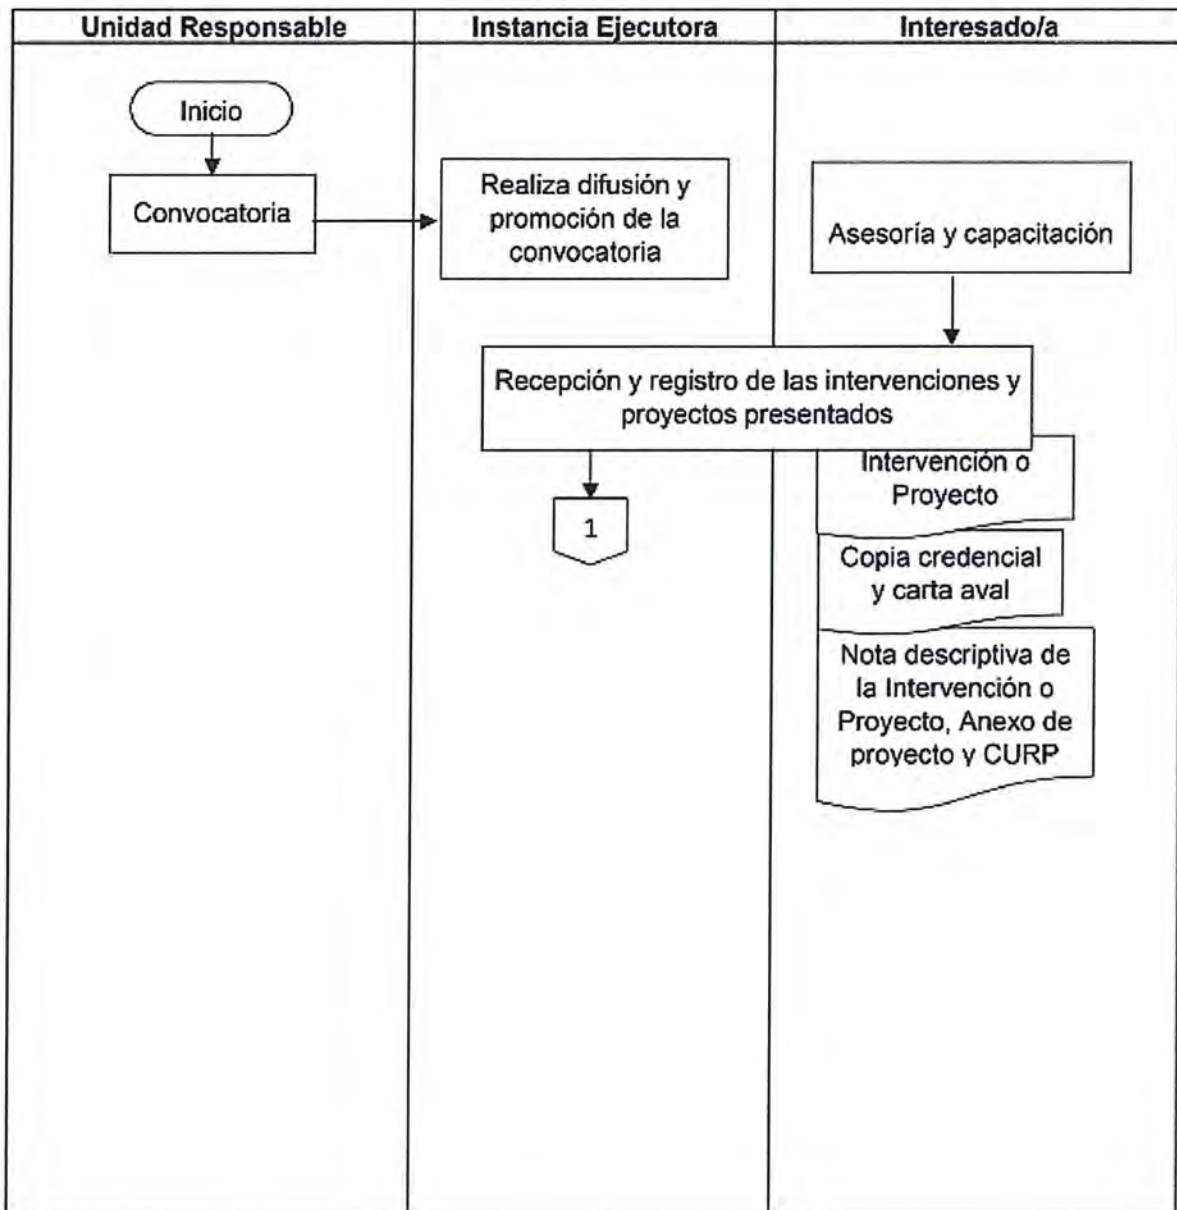 Unidad Responsable
Instancia Ejecutora
Interesado/a
Inicio
Convocatoria
Realiza difusión y
promoción de la
convocatoria
Asesoría y capacitación
Recepción y registro de las intervenciones y
proyectos presentados
1
Intervención o
Proyecto
Copia credencial
y carta aval
Nota descriptiva de
la Intervención o
Proyecto, Anexo de
proyecto y CURP